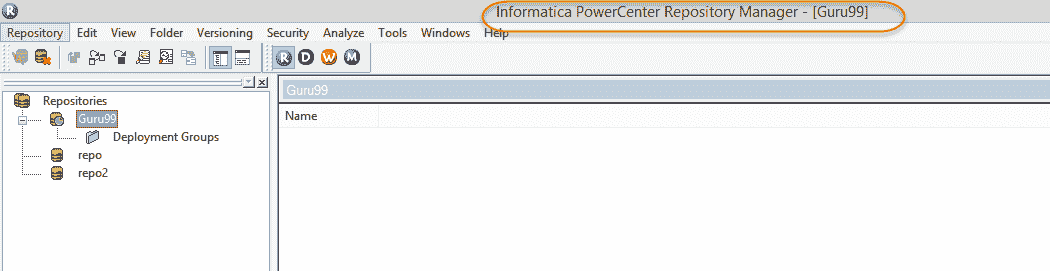 R
Informatica PowerCenter Repository Manager - [Guru99]
Repository Edit View Folder Versioning Security Analyze Tools Windows Help
R D W M
Repositories
Guru99
Deployment Groups
repo
repo2
Guru99
Name